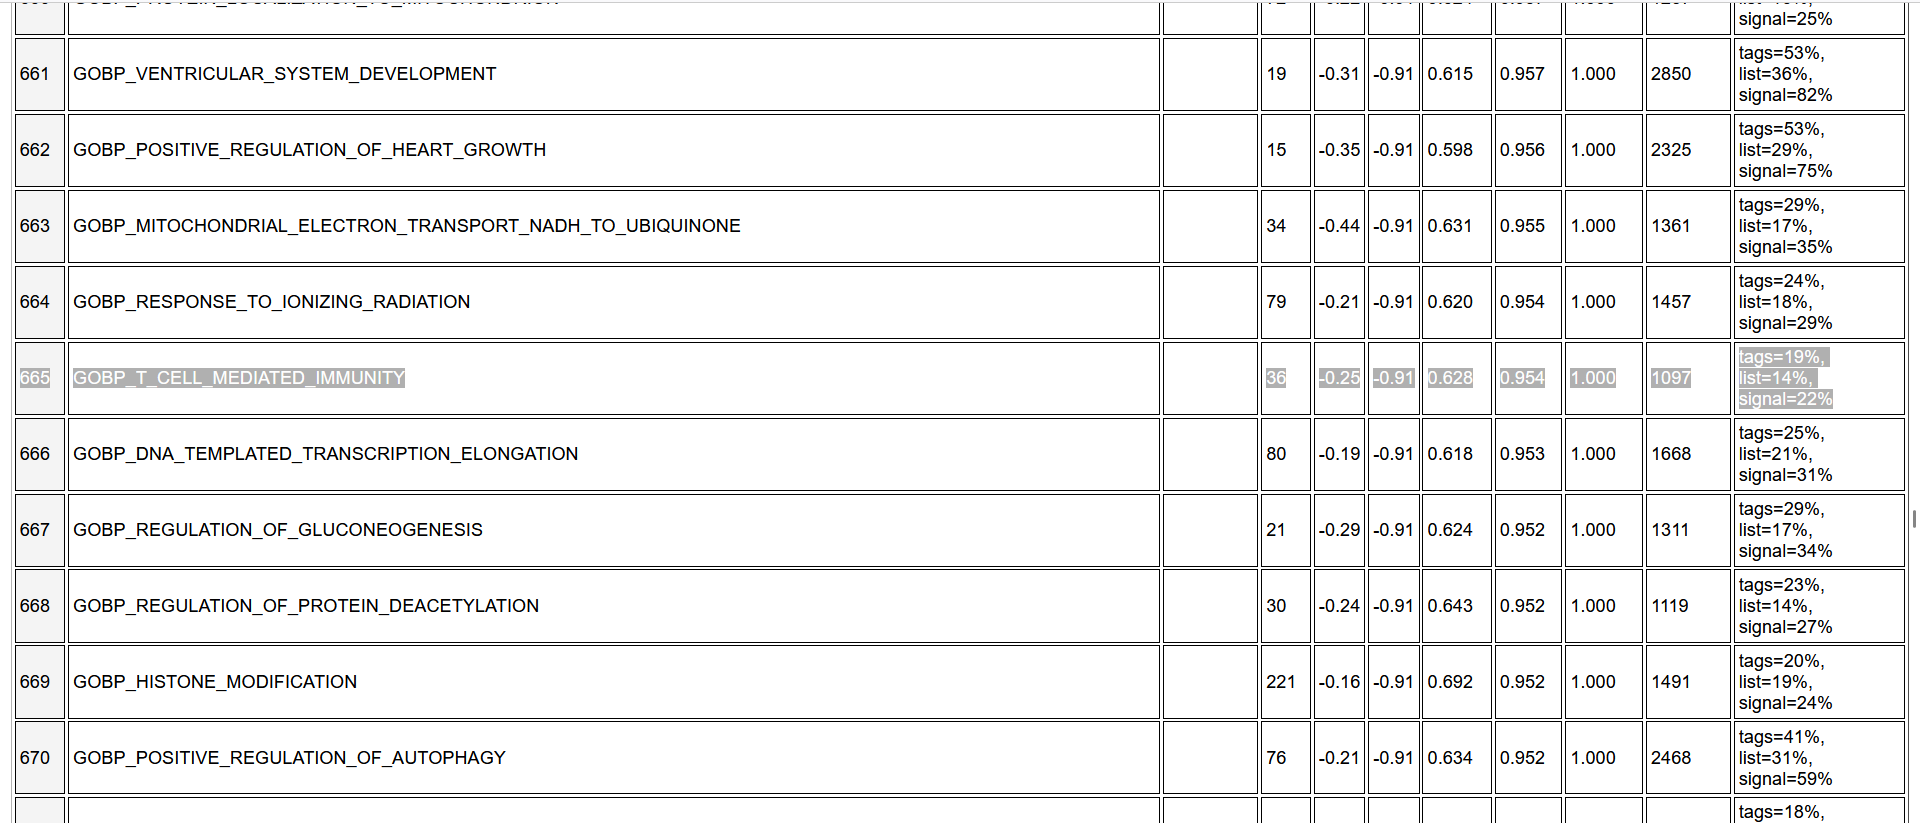 signal=25%
661 GOBP_VENTRICULAR_SYSTEM_DEVELOPMENT 19 -0.31 -0.91 0.615 0.957 1.000 2850 tags=53%,
list=36%,
signal=82%
662 GOBP_POSITIVE_REGULATION_OF_HEART_GROWTH 15 -0.35 -0.91 0.598 0.956 1.000 2325 tags=53%,
list=29%,
signal=75%
663 GOBP_MITOCHONDRIAL_ELECTRON_TRANSPORT_NADH_TO_UBIQUINONE 34 -0.44 -0.91 0.631 0.955 1.000 1361 tags=29%,
list=17%,
signal=35%
664 GOBP_RESPONSE_TO_IONIZING_RADIATION 79 -0.21 -0.91 0.620 0.954 1.000 1457 tags=24%,
list=18%,
signal=29%
665 GOBP_T_CELL_MEDIATED_IMMUNITY 36 -0.25 -0.91 0.628 0.954 1.000 1097 tags=19%,
list=14%,
signal=22%
666 GOBP_DNA_TEMPLATED_TRANSCRIPTION_ELONGATION 80 -0.19 -0.91 0.618 0.953 1.000 1668 tags=25%,
list=21%,
signal=31%
667 GOBP_REGULATION_OF_GLUCONEOGENESIS 21 -0.29 -0.91 0.624 0.952 1.000 1311 tags=29%,
list=17%,
signal=34%
668 GOBP_REGULATION_OF_PROTEIN_DEACETYLATION 30 -0.24 -0.91 0.643 0.952 1.000 1119 tags=23%,
list=14%,
signal=27%
669 GOBP_HISTONE_MODIFICATION 221 -0.16 -0.91 0.692 0.952 1.000 1491 tags=20%,
list=19%,
signal=24%
670 GOBP_POSITIVE_REGULATION_OF_AUTOPHAGY 76 -0.21 -0.91 0.634 0.952 1.000 2468 tags=41%,
list=31%,
signal=59%
tags=18%,